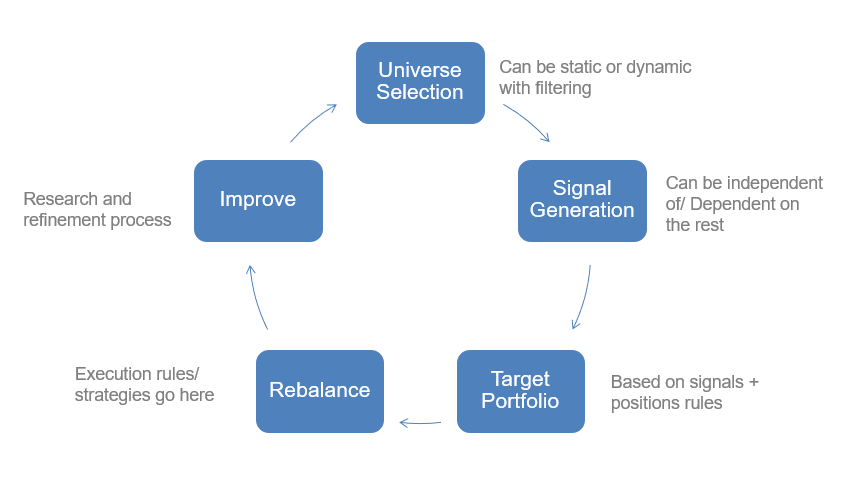 Universe
Selection
Can be static or dynamic
with filtering
Signal
Generation
Can be independent
of/ Dependent on
the rest
Target
Portfolio
Based on signals +
positions rules
Rebalance
Execution rules/
strategies go here
Improve
Research and
refinement process